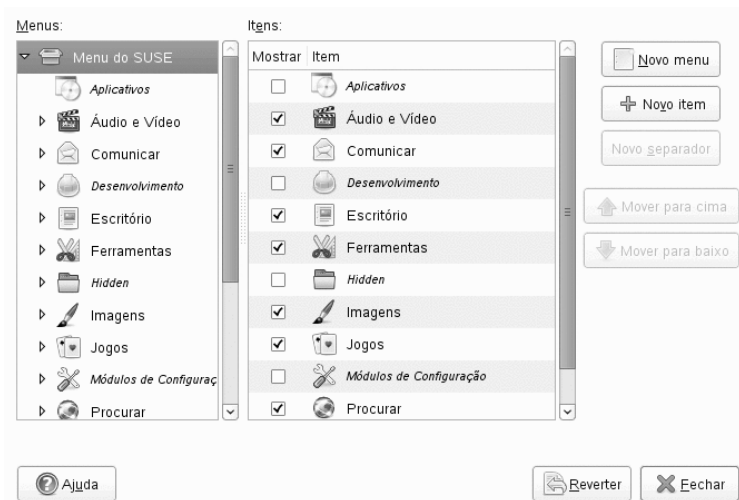 Menus:
Menu do SUSE
Aplicativos
Áudio e Vídeo
Comunicar
Desenvolvimento
Escritório
Ferramentas
Hidden
Imagens
Jogos
Módulos de Configuraç
Procurar
Itens:
Mostrar Item
Aplicativos
Áudio e Vídeo
Comunicar
Desenvolvimento
Escritório
Ferramentas
Hidden
Imagens
Jogos
Módulos de Configuração
Procurar
Novo menu
Novo item
Novo separador
Mover para cima
Mover para baixo
Ajuda
Reverter
Fechar